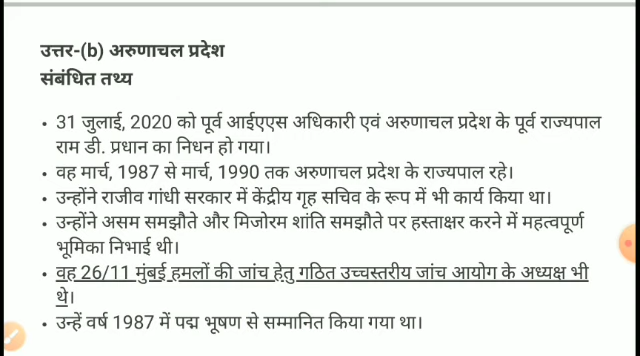 उत्तर-(b) अरुणाचल प्रदेश
संबंधित तथ्य
• 31 जुलाई, 2020 को पूर्व आईएएस अधिकारी एवं अरुणाचल प्रदेश के पूर्व राज्यपाल
राम डी. प्रधान का निधन हो गया।
• वह मार्च, 1987 से मार्च, 1990 तक अरुणाचल प्रदेश के राज्यपाल रहे।
• उन्होंने राजीव गांधी सरकार में केंद्रीय गृह सचिव के रूप में भी कार्य किया था।
• उन्होंने असम समझौते और मिजोरम शांति समझौते पर हस्ताक्षर करने में महत्वपूर्ण
भूमिका निभाई थी।
• वह 26/11 मुंबई हमलों की जांच हेतु गठित उच्चस्तरीय जांच आयोग के अध्यक्ष भी
थे।
• उन्हें वर्ष 1987 में पद्म भूषण से सम्मानित किया गया था।